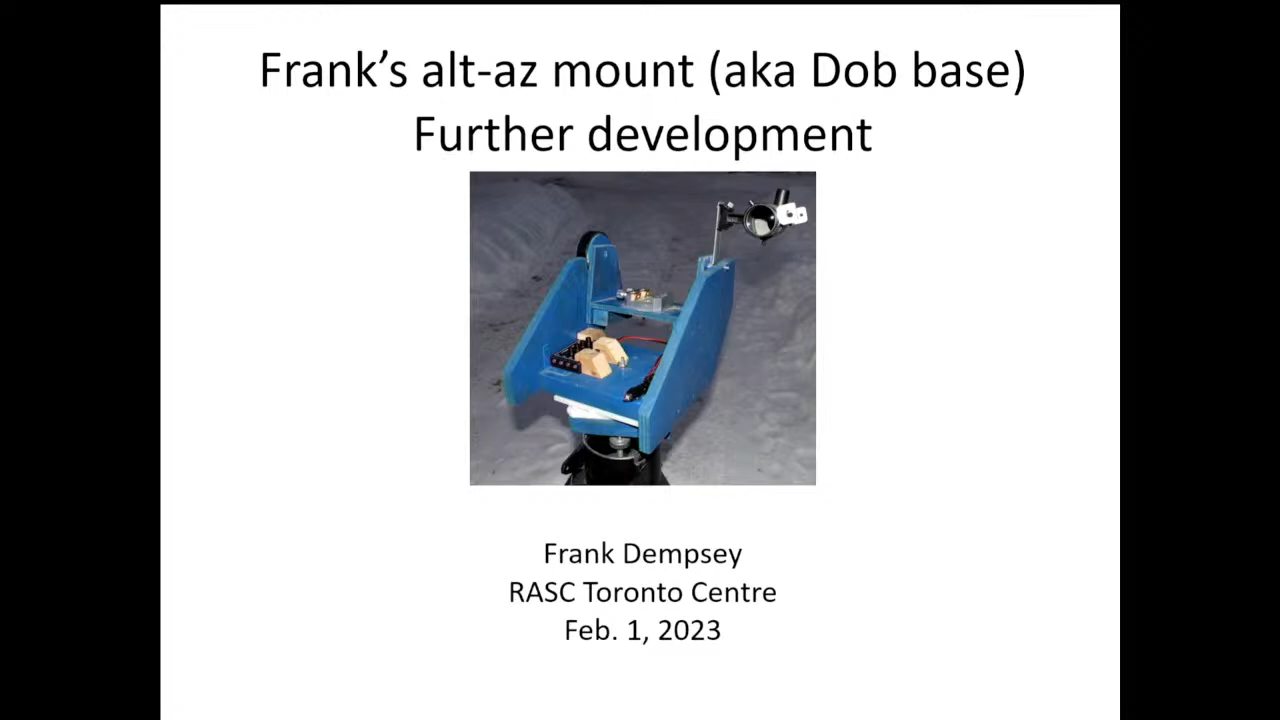 Frank’s alt-az mount (aka Dob base)
Further development
Frank Dempsey
RASC Toronto Centre
Feb. 1, 2023